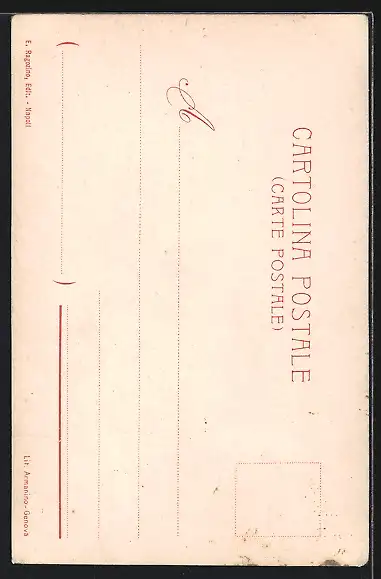 CARTOLINA POSTALE
(CARTE POSTALE)
A
( )
E. Ragozino, Edit. - Napoli
Lit. Armanino - Genova